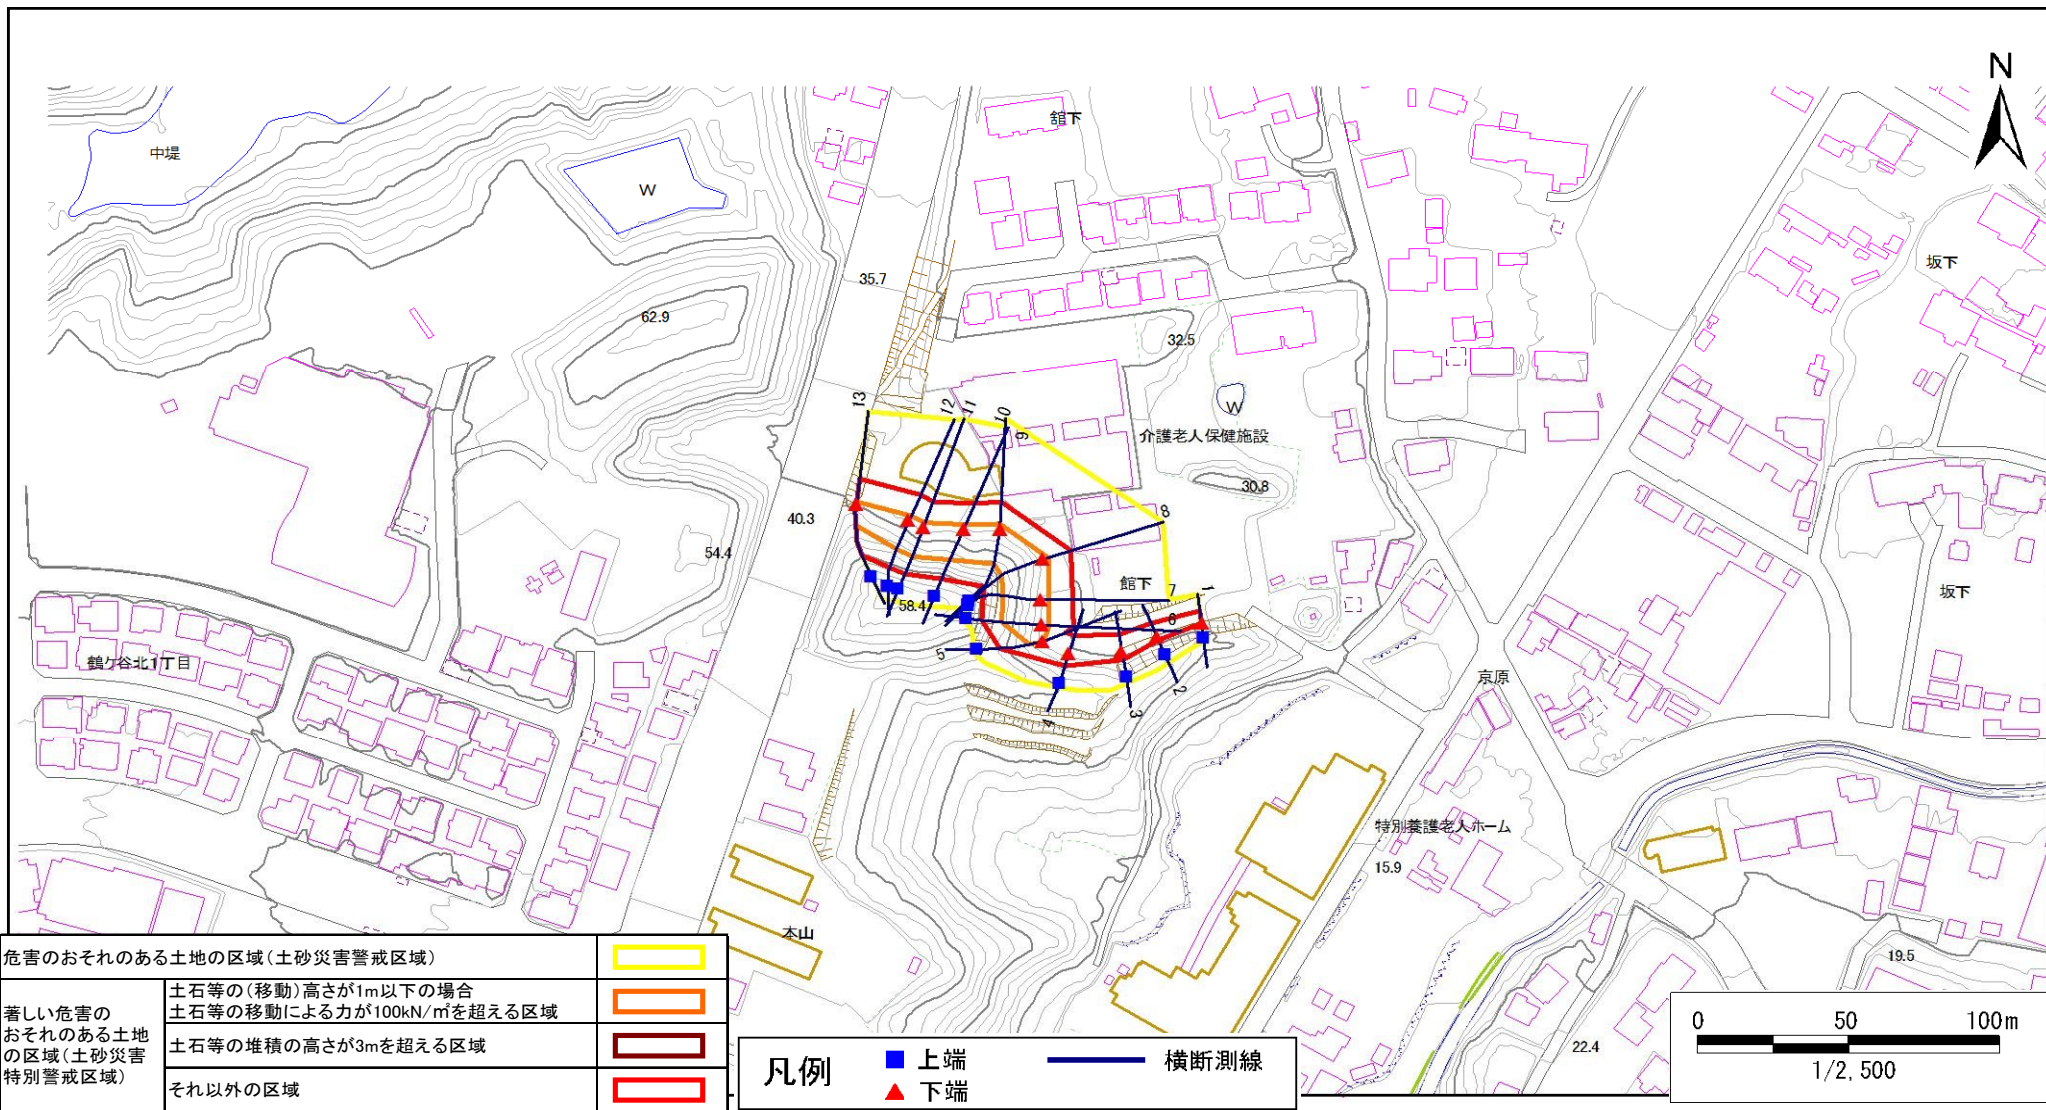 N
舘下
中堤
W
坂下
35.7
62.9
32.5
13
12
11
10
9
W
介護老人保健施設
30.8
8
40.3
54.4
坂下
舘下
7
1
58.4
6
5
鶴ケ谷北1丁目
京原
2
3
4
特別養護老人ホーム
15.9
本山
19.5
22.4
危害のおそれのある土地の区域(土砂災害警戒区域)
著しい危害の
おそれのある土地
の区域(土砂災害
特別警戒区域)
土石等の(移動)高さが1m以下の場合
土石等の移動による力が100kN/㎡を超える区域
土石等の堆積の高さが3mを超える区域
それ以外の区域
凡例
上端
下端
横断測線
0 50 100m
1/2,500